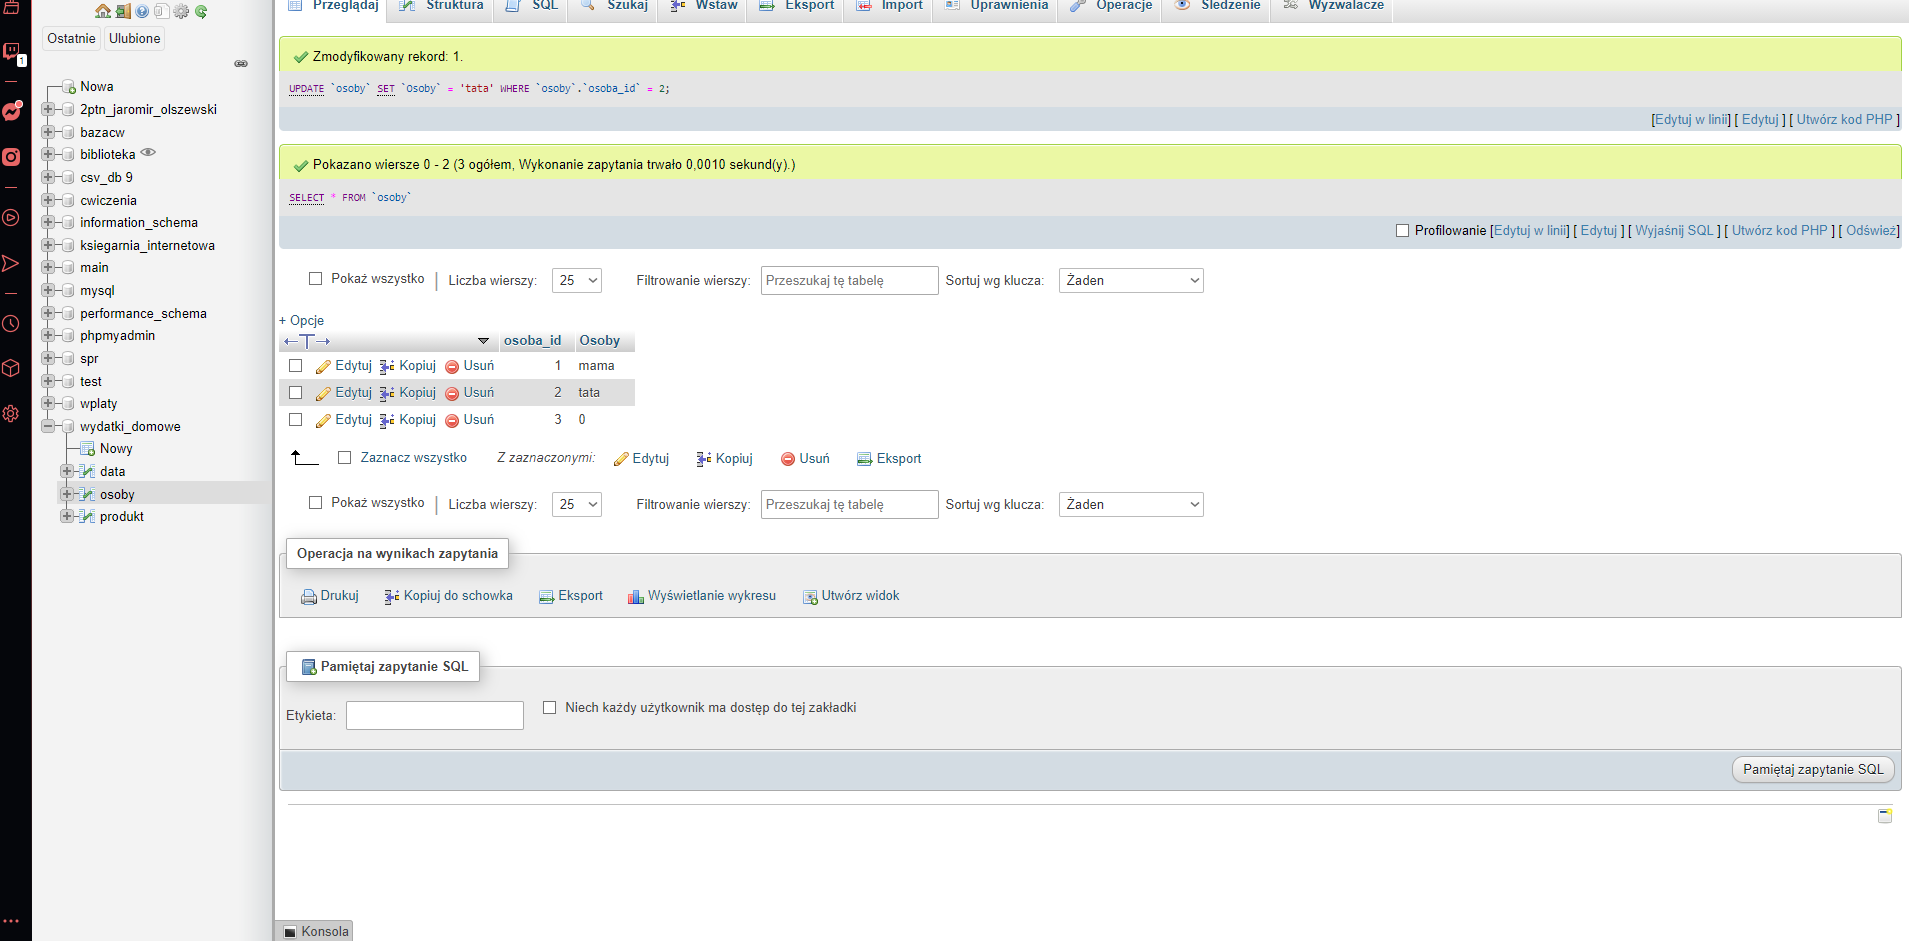 Przeglądaj Struktura SQL Szukaj Wstaw Eksport Import Uprawnienia Operacje Śledzenie Wyzwalacze
Ostatnie Ulubione
1
Nowa
2ptn_jaromir_olszewski
bazacw
biblioteka
csv_db 9
cwiczenia
information_schema
ksiegarnia_internetowa
main
mysql
performance_schema
phpmyadmin
spr
test
wplaty
wydatki_domowe
Nowy
data
osoby
produkt
Zmodyfikowany rekord: 1.
UPDATE `osoby` SET `Osoby` = 'tata' WHERE `osoby`.`osoba_id` = 2;
[Edytuj w linii] [ Edytuj ] [ Utwórz kod PHP ]
Pokazano wiersze 0 - 2 (3 ogółem, Wykonanie zapytania trwało 0,0010 sekund(y).)
SELECT * FROM `osoby`
Profilowanie [Edytuj w linii] [ Edytuj ] [ Wyjaśnij SQL ] [ Utwórz kod PHP ] [ Odśwież]
Pokaż wszystko | Liczba wierszy: 25 Filtrowanie wierszy: Przeszukaj tę tabelę Sortuj wg klucza: Żaden
+ Opcje
←T→ osoba_id Osoby
Edytuj Kopiuj Usuń 1 mama
Edytuj Kopiuj Usuń 2 tata
Edytuj Kopiuj Usuń 3 0
Zaznacz wszystko Z zaznaczonymi: Edytuj Kopiuj Usuń Eksport
Pokaż wszystko | Liczba wierszy: 25 Filtrowanie wierszy: Przeszukaj tę tabelę Sortuj wg klucza: Żaden
Operacja na wynikach zapytania
Drukuj Kopiuj do schowka Eksport Wyświetlanie wykresu Utwórz widok
Pamiętaj zapytanie SQL
Etykieta: Niech każdy użytkownik ma dostęp do tej zakładki
Pamiętaj zapytanie SQL
Konsola